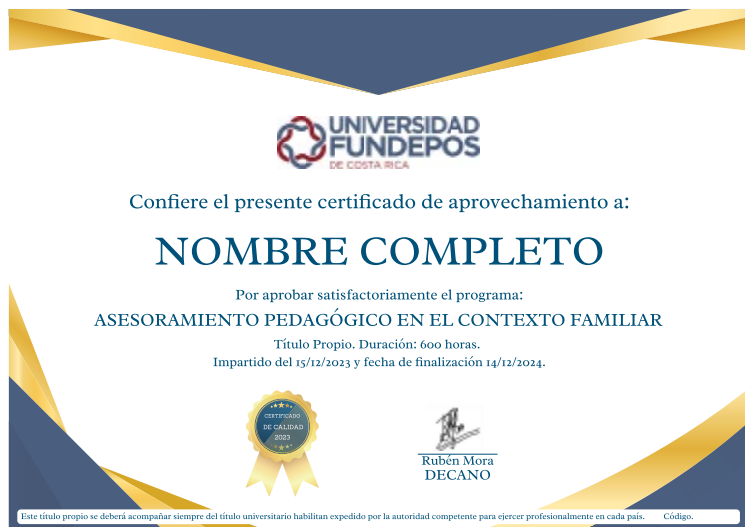 UNIVERSIDAD
FUNDEPOS
DE COSTA RICA
Confiere el presente certificado de aprovechamiento a:
NOMBRE COMPLETO
Por aprobar satisfactoriamente el programa:
ASESORAMIENTO PEDAGÓGICO EN EL CONTEXTO FAMILIAR
Título Propio. Duración: 600 horas.
Impartido del 15/12/2023 y fecha de finalización 14/12/2024.
CERTIFICADO
DE CALIDAD
2023
Rubén Mora
DECANO
Este título propio se deberá acompañar siempre del título universitario habilitan expedido por la autoridad competente para ejercer profesionalmente en cada país. Código.